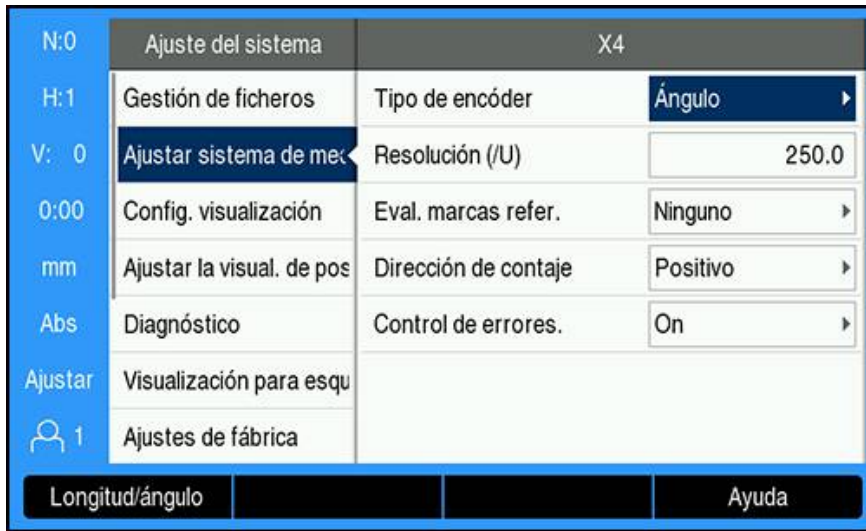 N:0
H:1
V: 0
0:00
mm
Abs
Ajustar
1
Ajuste del sistema
Gestión de ficheros
Ajustar sistema de med
Config. visualización
Ajustar la visual. de pos
Diagnóstico
Visualización para esqu
Ajustes de fábrica
X4
Tipo de encóder Ángulo
Resolución (/U) 250.0
Eval. marcas refer. Ninguno
Dirección de contaje Positivo
Control de errores. On
Longitud/ángulo
Ayuda